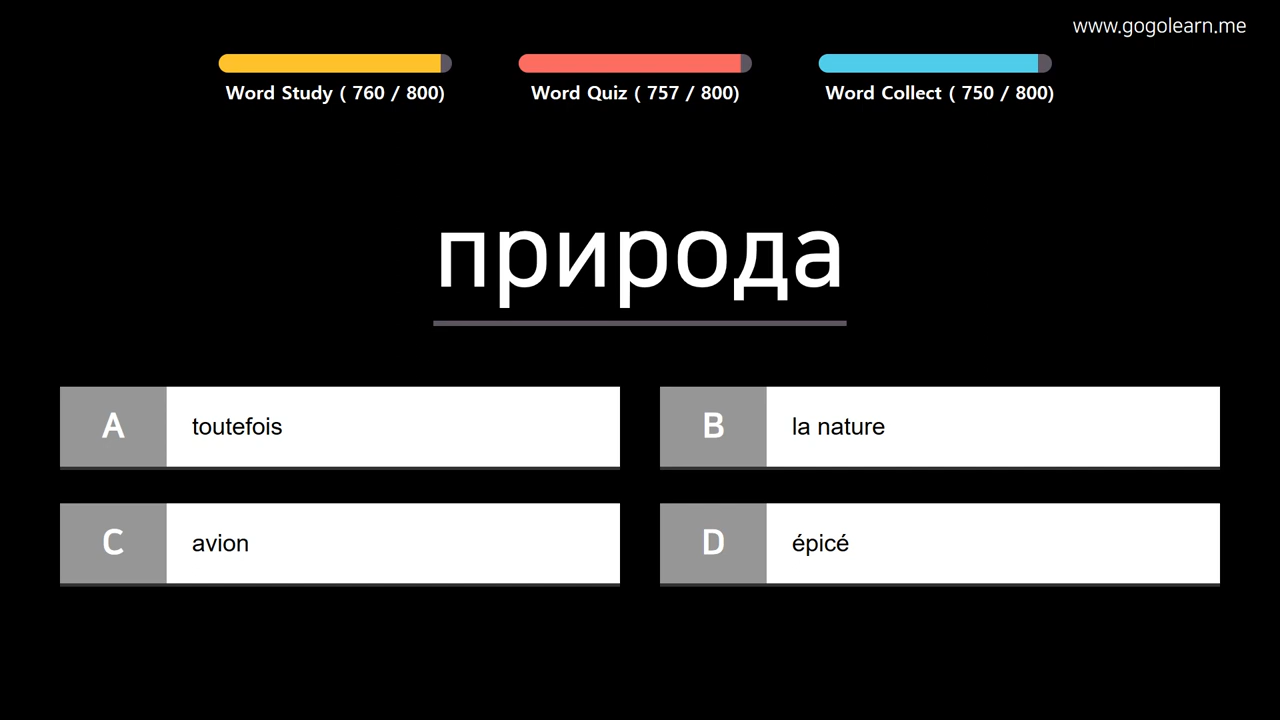 www.gogolearn.me
Word Study ( 760 / 800)
Word Quiz ( 757 / 800)
Word Collect ( 750 / 800)
природа
A
toutefois
B
la nature
C
avion
D
épicé